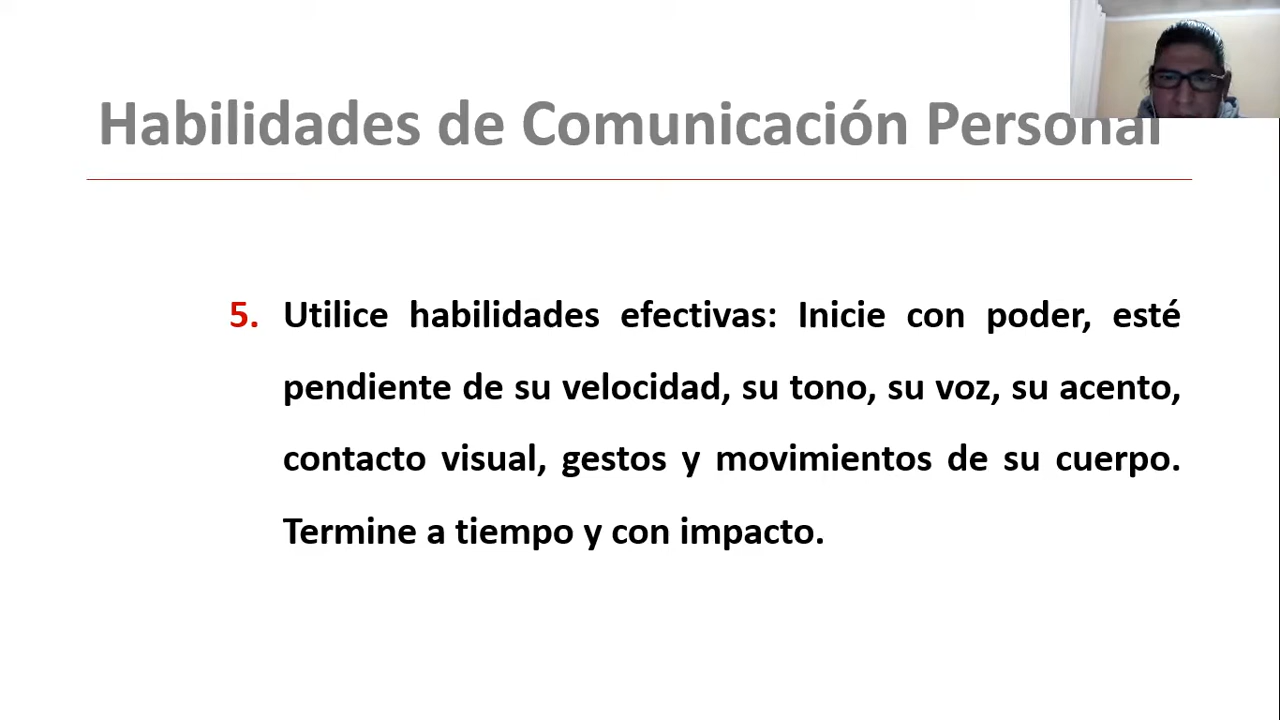 Habilidades de Comunicación Personal
5. Utilice habilidades efectivas: Inicie con poder, esté
pendiente de su velocidad, su tono, su voz, su acento,
contacto visual, gestos y movimientos de su cuerpo.
Termine a tiempo y con impacto.